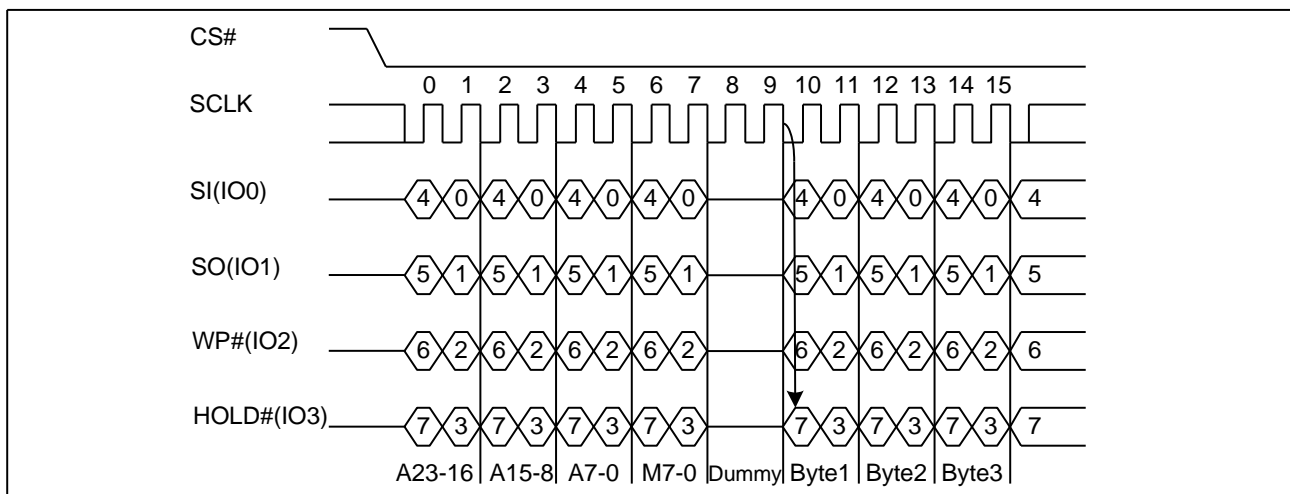 CS#
0 1 2 3 4 5 6 7 8 9 10 11 12 13 14 15
SCLK
SI(IO0) 4 0 4 0 4 0 4 0 4 0 4 0 4 0 4
SO(IO1) 5 1 5 1 5 1 5 1 5 1 5 1 5 1 5
WP#(IO2) 6 2 6 2 6 2 6 2 6 2 6 2 6 2 6
HOLD#(IO3) 7 3 7 3 7 3 7 3 7 3 7 3 7 3 7
A23-16 A15-8 A7-0 M7-0 Dummy Byte1 Byte2 Byte3